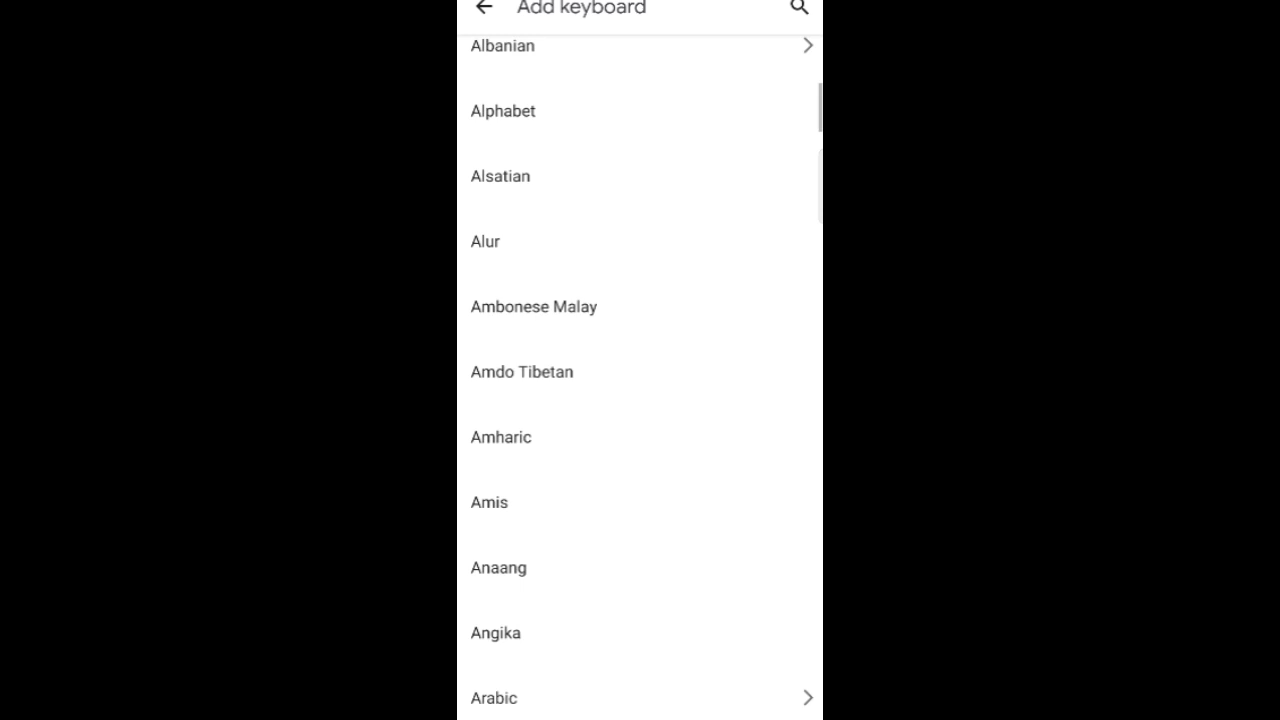 Add keyboard
Albanian
Alphabet
Alsatian
Alur
Ambonese Malay
Amdo Tibetan
Amharic
Amis
Anaang
Angika
Arabic